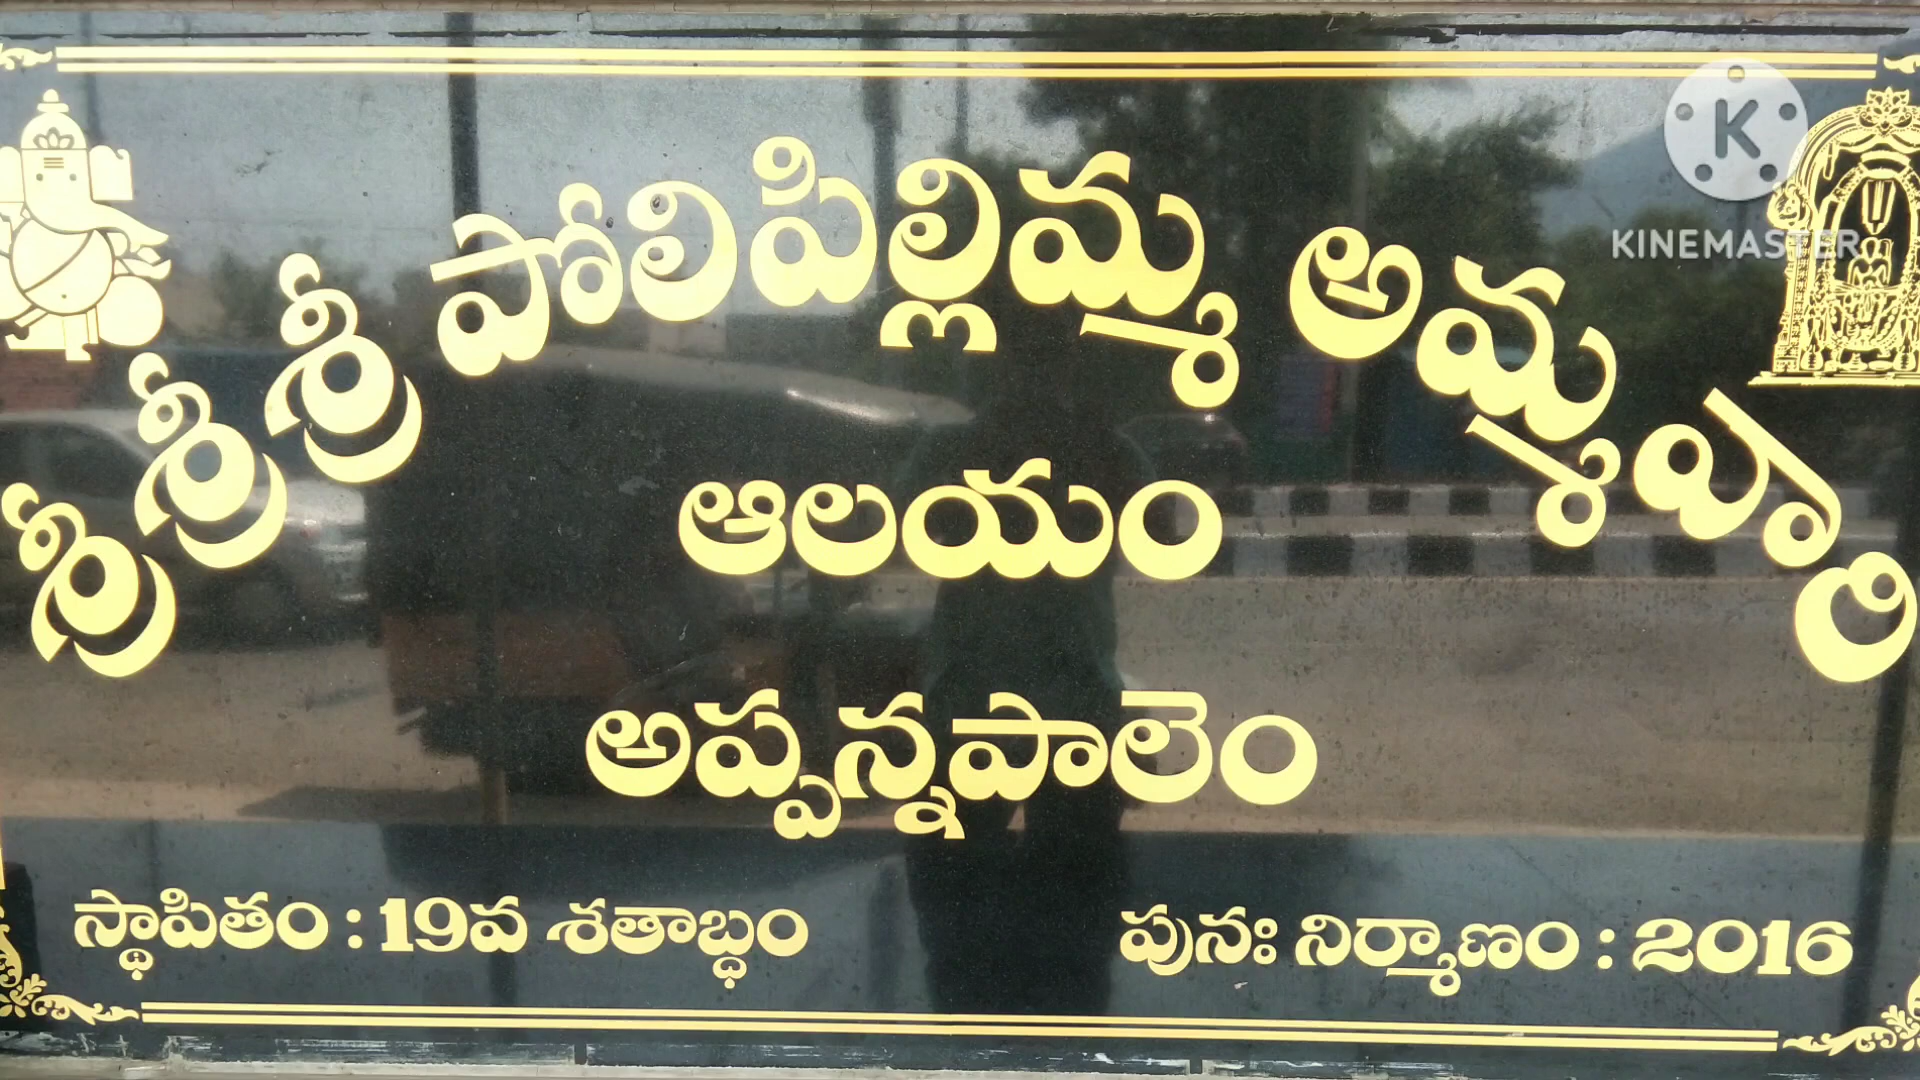 శ్రీ శ్రీ శ్రీ పోలిపిల్లిమ్మ అమ్మవారి
ఆలయం
అప్పన్నపాలెం
స్థాపితం : 19వ శతాబ్ధం
పునః నిర్మాణం : 2016
KINEMASTER